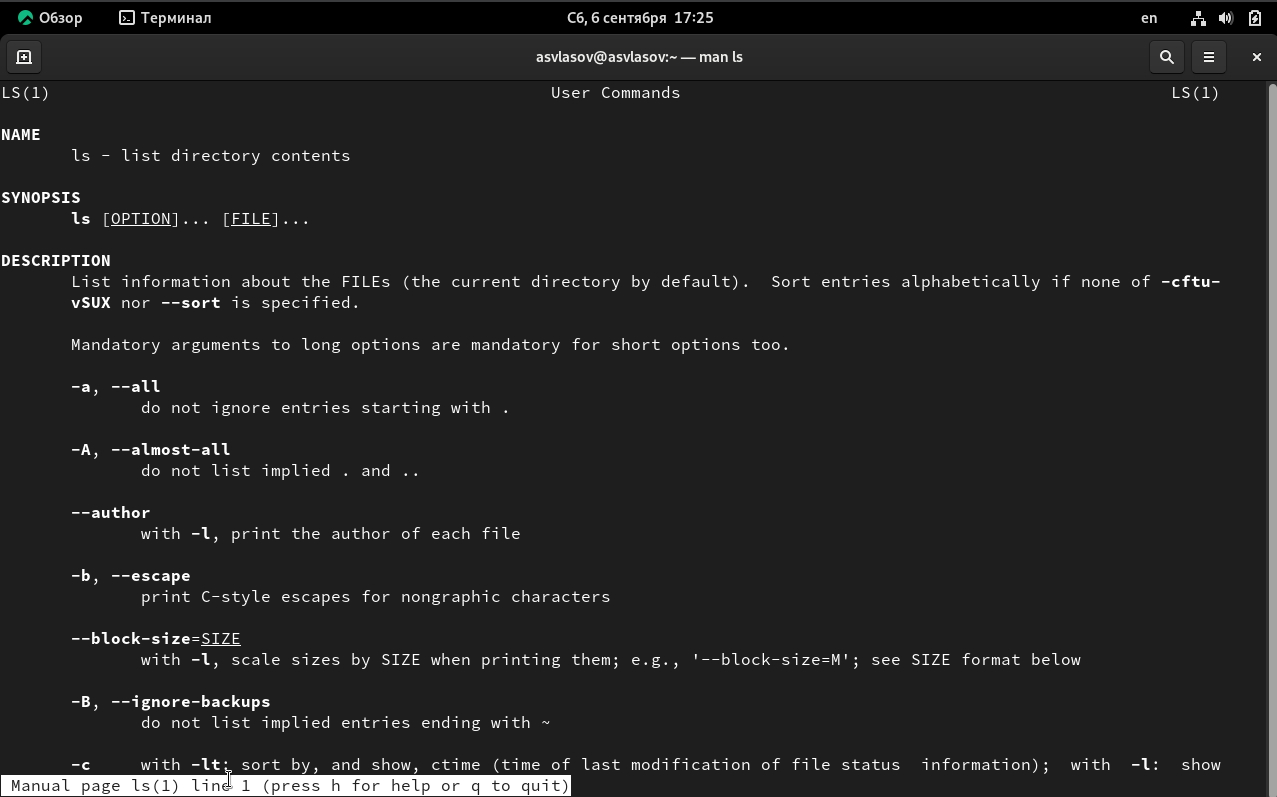 Обзор Терминал Сб, 6 сентября 17:25 en
asvlasov@asvlasov:~ — man ls
LS(1) User Commands LS(1)
NAME
ls - list directory contents
SYNOPSIS
ls [OPTION]... [FILE]...
DESCRIPTION
List information about the FILEs (the current directory by default). Sort entries alphabetically if none of -cftu-
vSUX nor --sort is specified.
Mandatory arguments to long options are mandatory for short options too.
-a, --all
do not ignore entries starting with .
-A, --almost-all
do not list implied . and ..
--author
with -l, print the author of each file
-b, --escape
print C-style escapes for nongraphic characters
--block-size=SIZE
with -l, scale sizes by SIZE when printing them; e.g., '--block-size=M'; see SIZE format below
-B, --ignore-backups
do not list implied entries ending with ~
-c with -lt: sort by, and show, ctime (time of last modification of file status information); with -l: show
Manual page ls(1) line 1 (press h for help or q to quit)